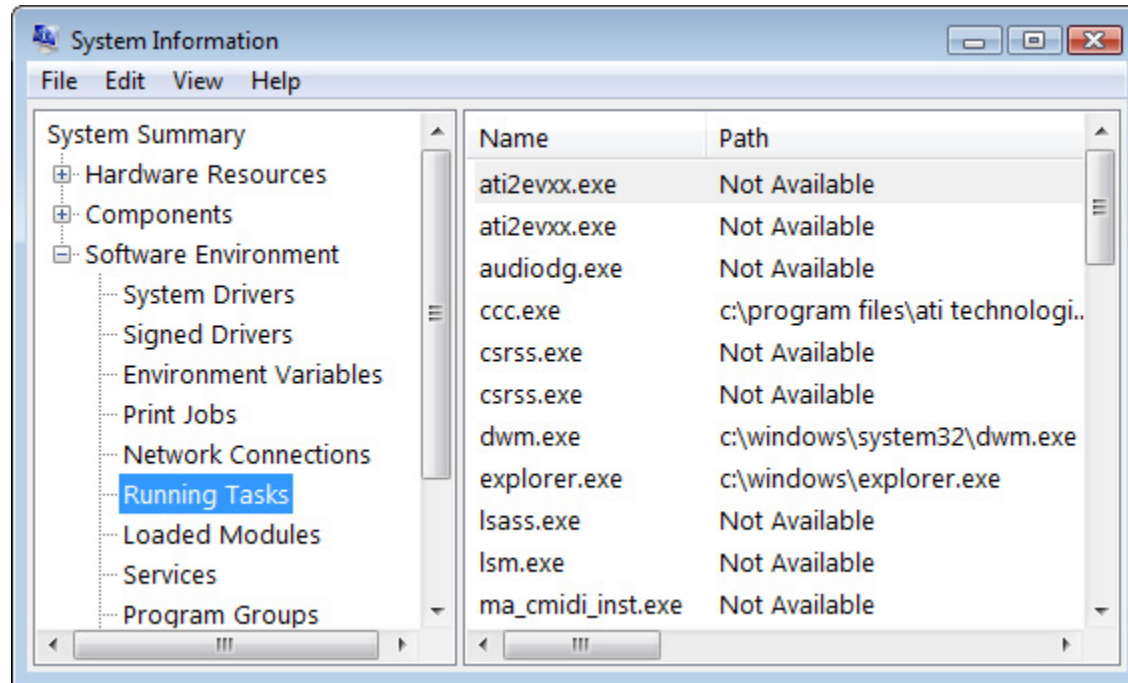 System Information
File Edit View Help
System Summary
Hardware Resources
Components
Software Environment
System Drivers
Signed Drivers
Environment Variables
Print Jobs
Network Connections
Running Tasks
Loaded Modules
Services
Program Groups
Name Path
ati2evxx.exe Not Available
ati2evxx.exe Not Available
audiodg.exe Not Available
ccc.exe c:\program files\ati technologi..
csrss.exe Not Available
csrss.exe Not Available
dwm.exe c:\windows\system32\dwm.exe
explorer.exe c:\windows\explorer.exe
lsass.exe Not Available
lsm.exe Not Available
ma_cmidi_inst.exe Not Available